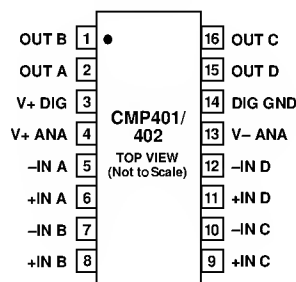 OUT B 1 16 OUT C
OUT A 2 15 OUT D
V+ DIG 3 14 DIG GND
V+ ANA 4 CMP401/ 13 V– ANA
402
–IN A 5 TOP VIEW 12 –IN D
(Not to Scale)
+IN A 6 11 +IN D
–IN B 7 10 –IN C
+IN B 8 9 +IN C